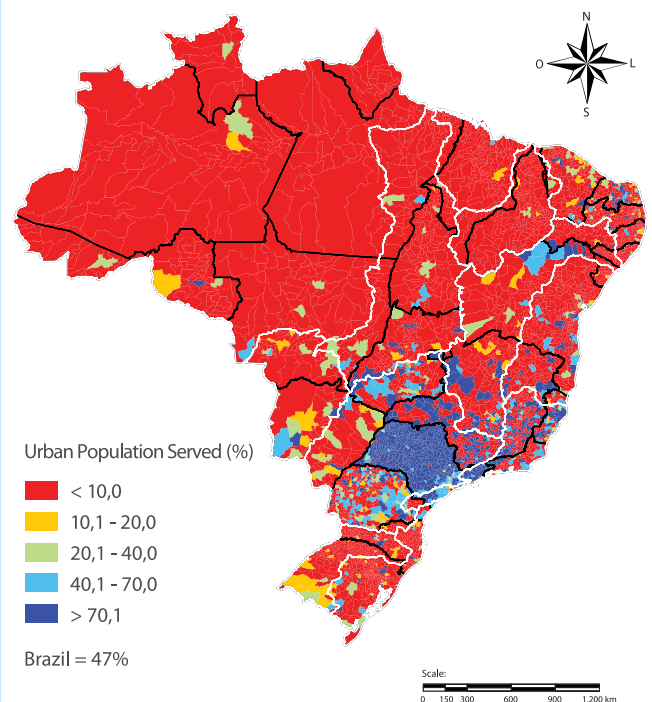 N
O
L
S
Urban Population Served (%)
< 10,0
10,1 - 20,0
20,1 - 40,0
40,1 - 70,0
> 70,1
Brazil = 47%
Scale:
0 150 300 600 900 1.200 km